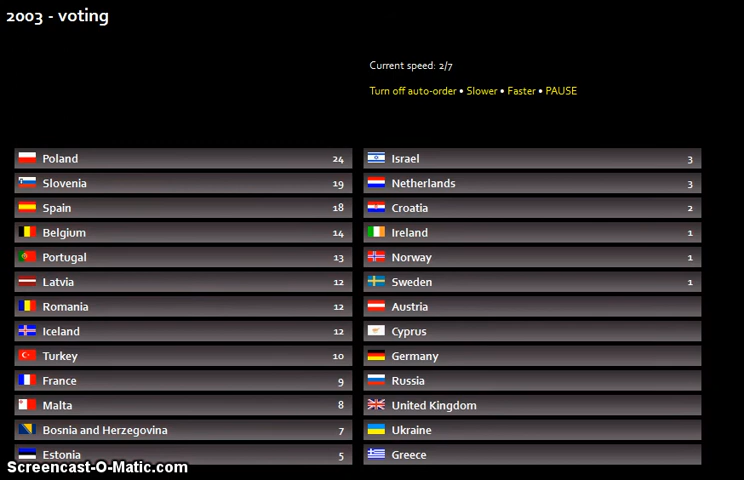 2003 - voting
Current speed: 2/7
Turn off auto-order • Slower • Faster • PAUSE
Poland 24
Slovenia 19
Spain 18
Belgium 14
Portugal 13
Latvia 12
Romania 12
Iceland 12
Turkey 10
France 9
Malta 8
Bosnia and Herzegovina 7
Estonia 5
Israel 3
Netherlands 3
Croatia 2
Ireland 1
Norway 1
Sweden 1
Austria
Cyprus
Germany
Russia
United Kingdom
Ukraine
Greece
Screencast-O-Matic.com